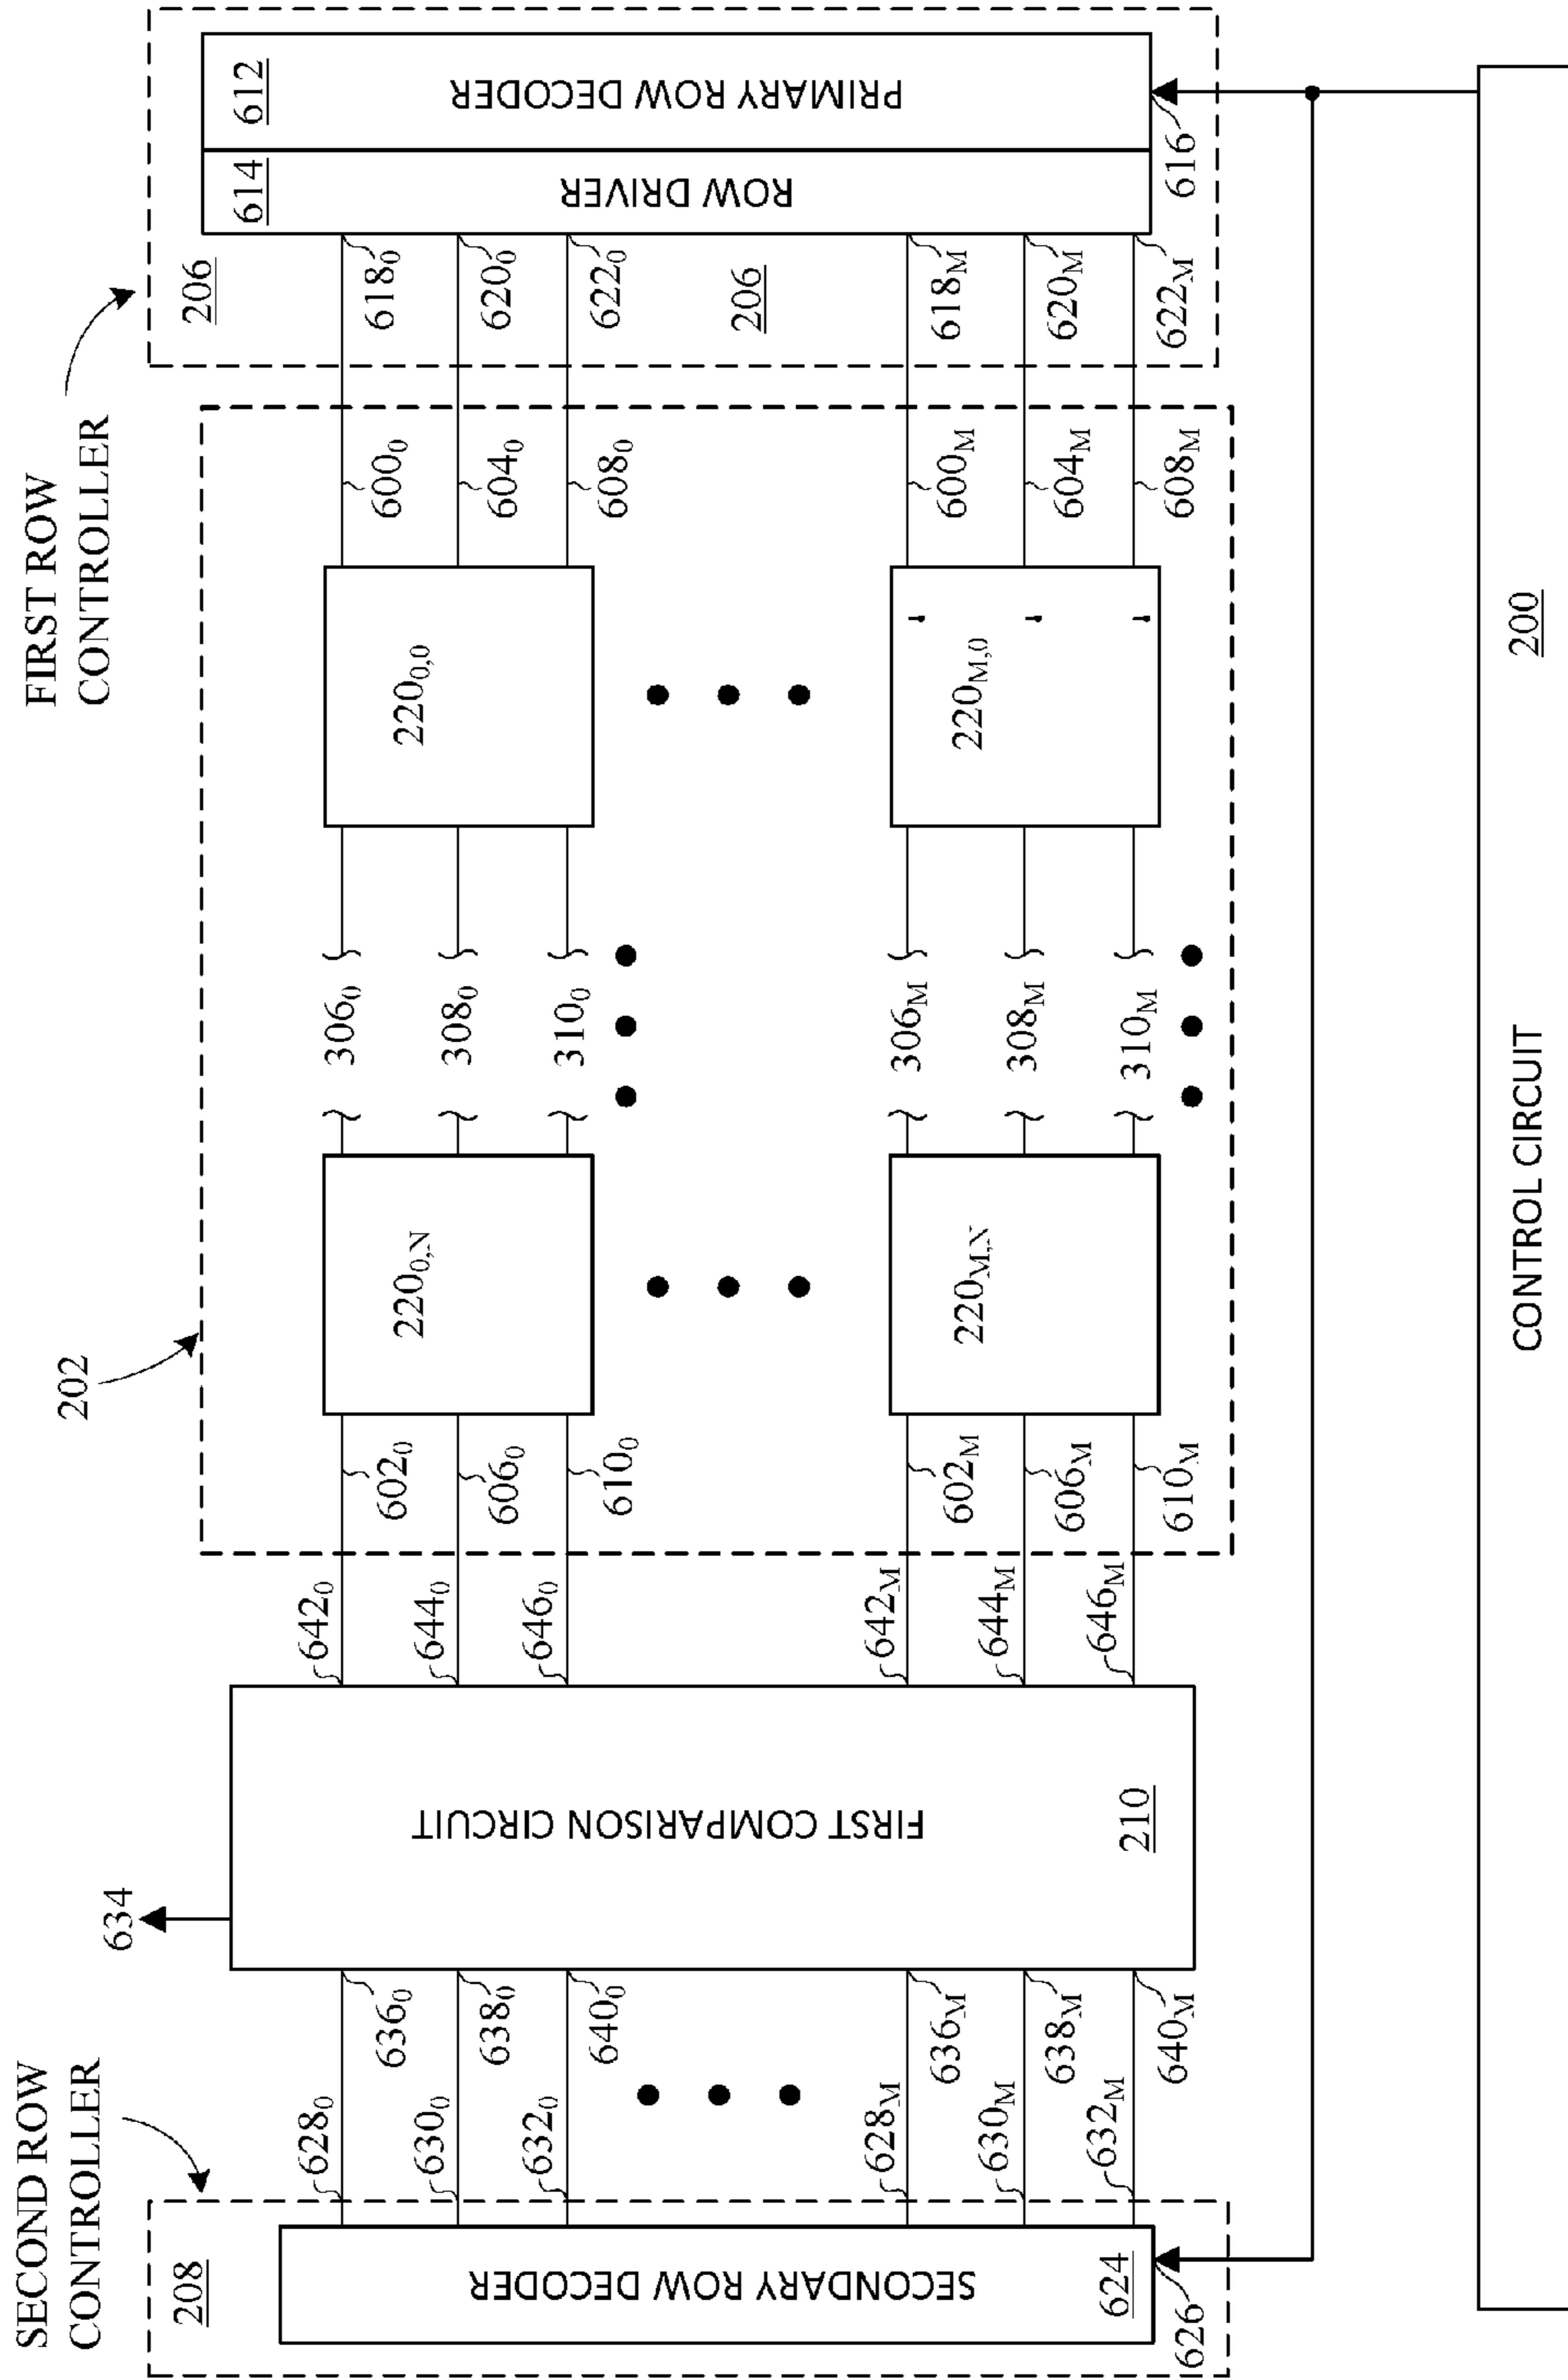 SECOND ROW
CONTROLLER
208
SECONDARY ROW DECODER
624
626
628₀
630₀
632₀
628M
630M
632M
636₀
638₀
640₀
636M
638M
640M
634
FIRST COMPARISON CIRCUIT
210
642₀
644₀
646₀
642M
644M
646M
202
602₀
606₀
610₀
602M
606M
610M
220₀,N
220M,N
306₀
308₀
310₀
306M
308M
310M
220₀,₀
220M,₀
600₀
604₀
608₀
600M
604M
608M
FIRST ROW
CONTROLLER
206
618₀
620₀
622₀
206
618M
620M
622M
614
ROW DRIVER
612
PRIMARY ROW DECODER
616
CONTROL CIRCUIT
200